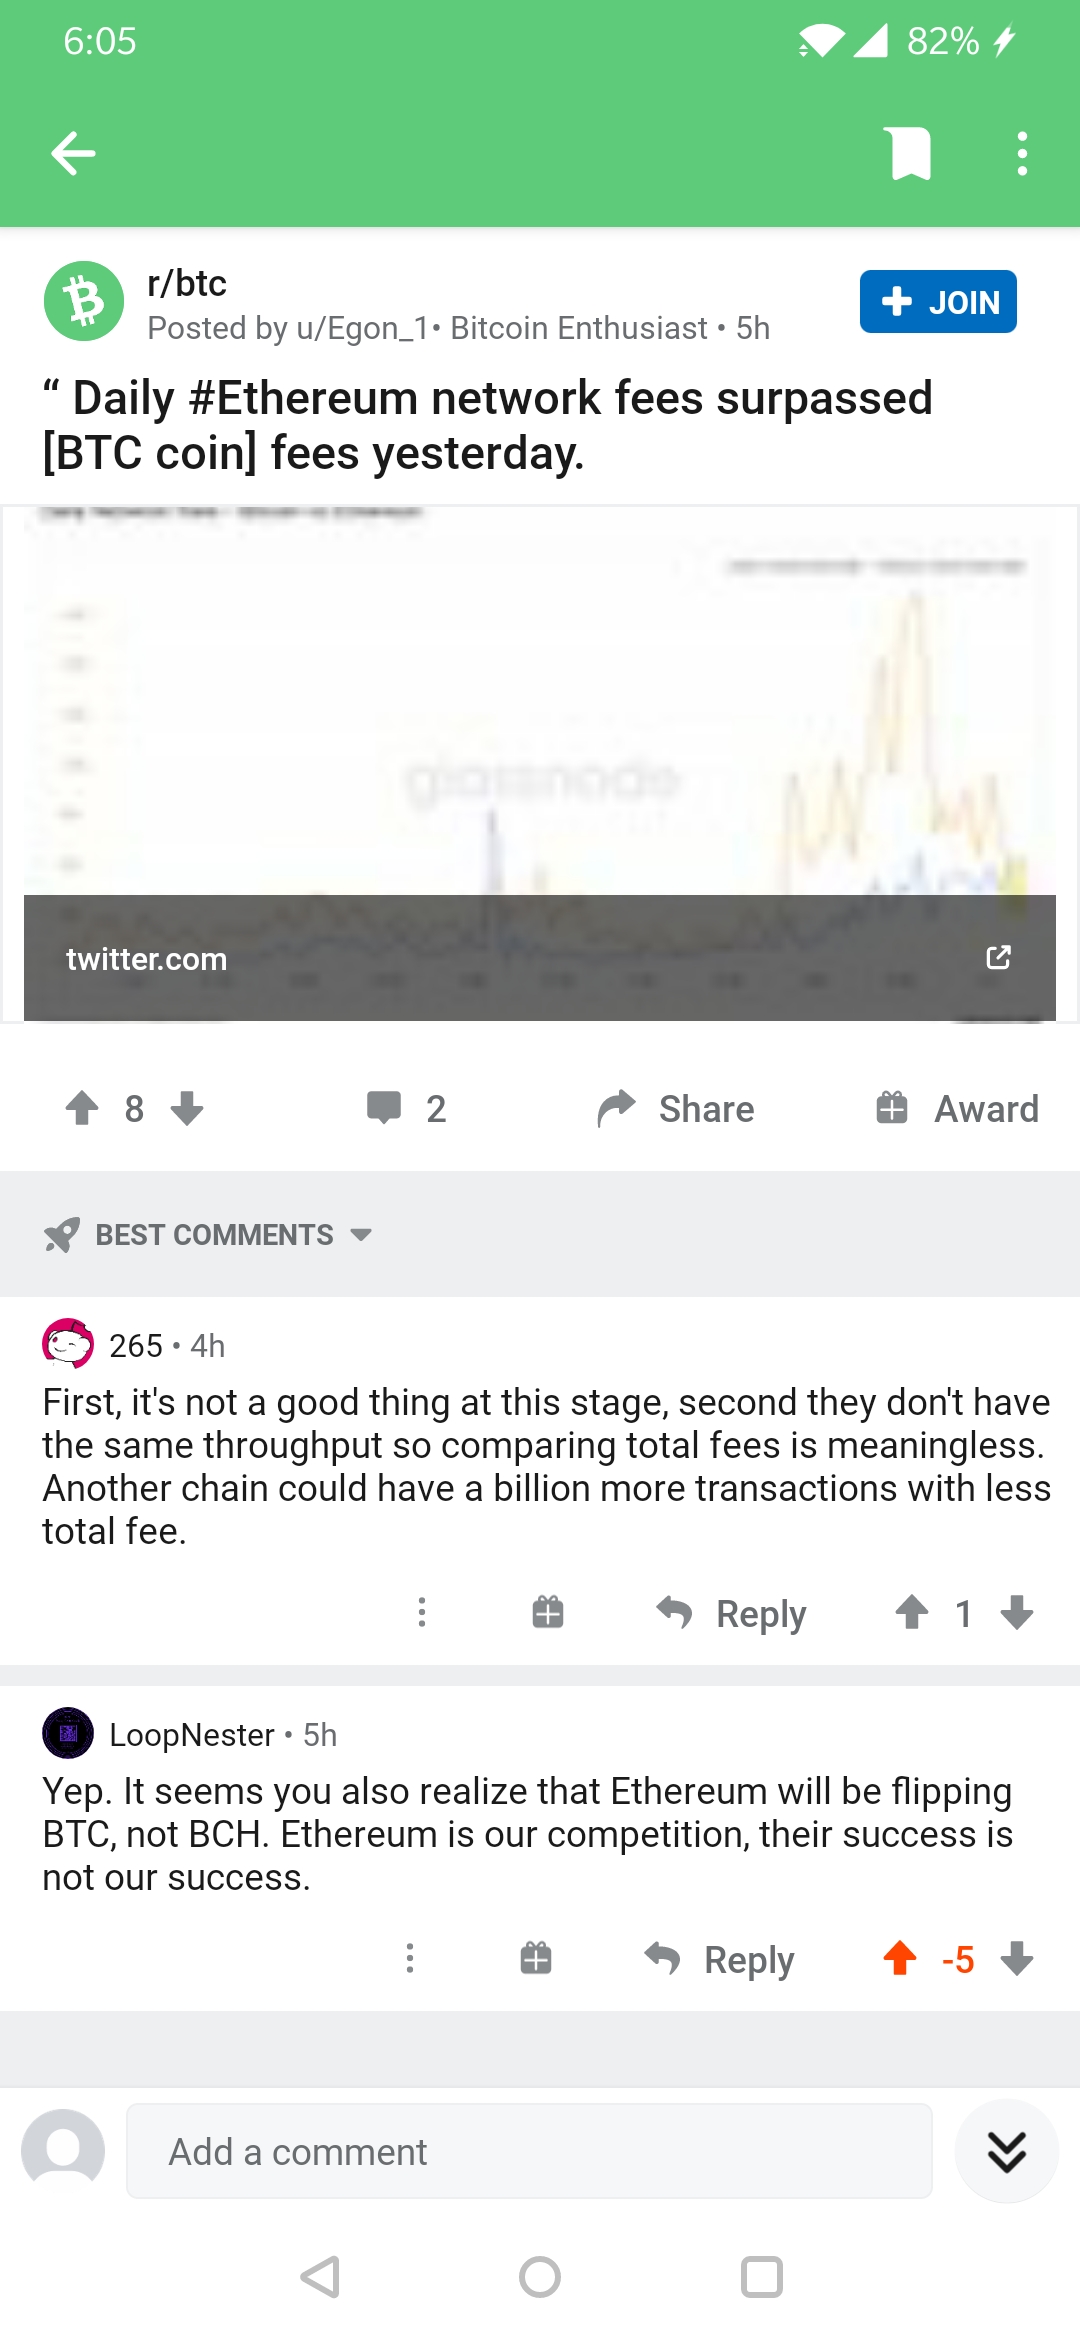 6:05
82%
r/btc
Posted by u/Egon_1• Bitcoin Enthusiast • 5h
JOIN
“ Daily #Ethereum network fees surpassed
[BTC coin] fees yesterday.
glassnode
twitter.com
8
2
Share
Award
BEST COMMENTS
265 • 4h
First, it's not a good thing at this stage, second they don't have
the same throughput so comparing total fees is meaningless.
Another chain could have a billion more transactions with less
total fee.
Reply
1
LoopNester • 5h
Yep. It seems you also realize that Ethereum will be flipping
BTC, not BCH. Ethereum is our competition, their success is
not our success.
Reply
-5
Add a comment